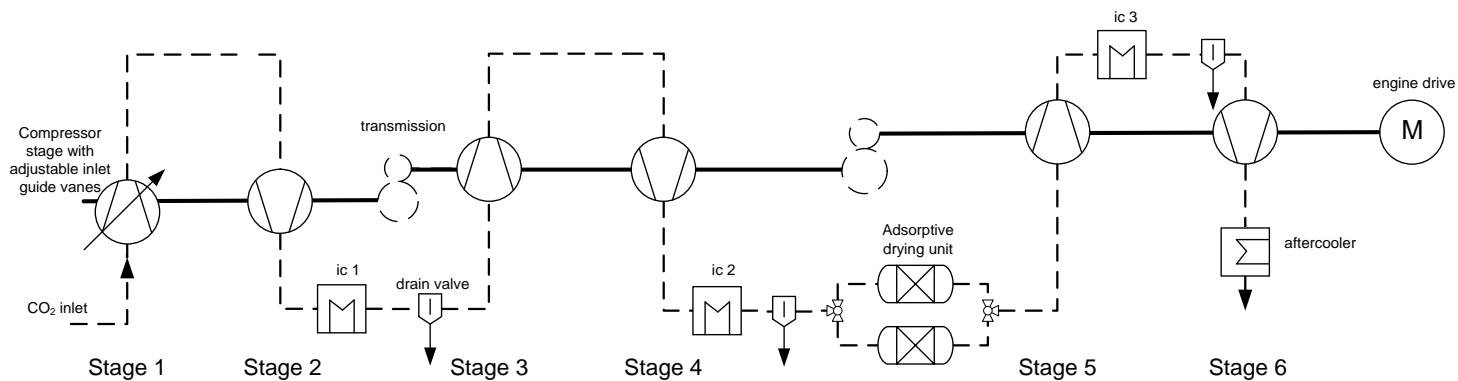 ic 3
engine drive
M
transmission
Compressor
stage with
adjustable inlet
guide vanes
Adsorptive
drying unit
aftercooler
ic 1
drain valve
ic 2
CO₂ inlet
Stage 1
Stage 2
Stage 3
Stage 4
Stage 5
Stage 6